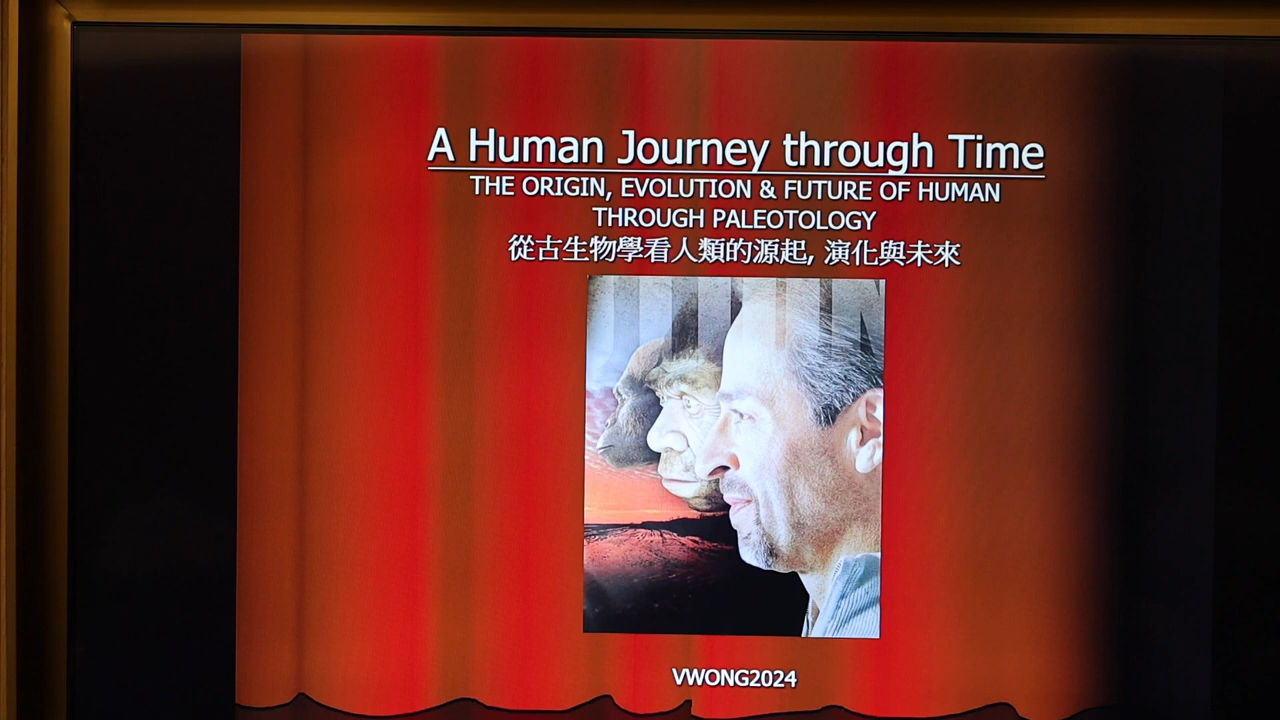 A Human Journey through Time
THE ORIGIN, EVOLUTION & FUTURE OF HUMAN
THROUGH PALEOTOLOGY
從古生物學看人類的源起, 演化與未來
VWONG2024